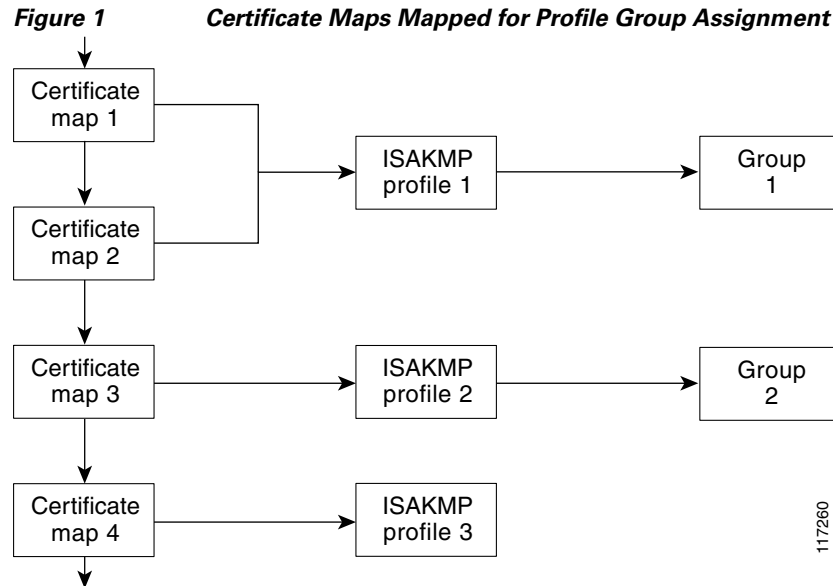 Figure 1 Certificate Maps Mapped for Profile Group Assignment
Certificate
map 1
ISAKMP
profile 1
Group
1
Certificate
map 2
Certificate
map 3
ISAKMP
profile 2
Group
2
Certificate
map 4
ISAKMP
profile 3
117260